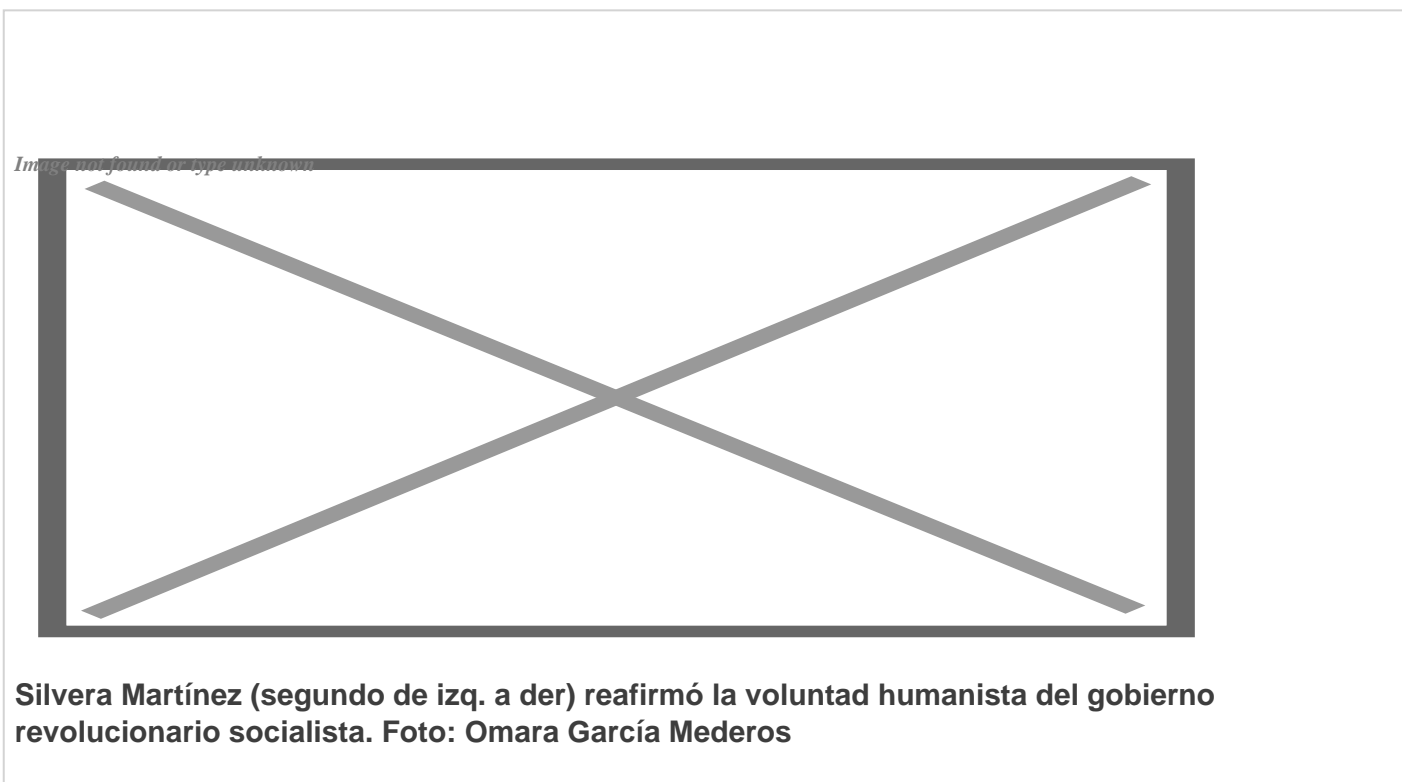 Image not found or type unknown
Silvera Martínez (segundo de izq. a der) reafirmó la voluntad humanista del gobierno
revolucionario socialista. Foto: Omara García Mederos